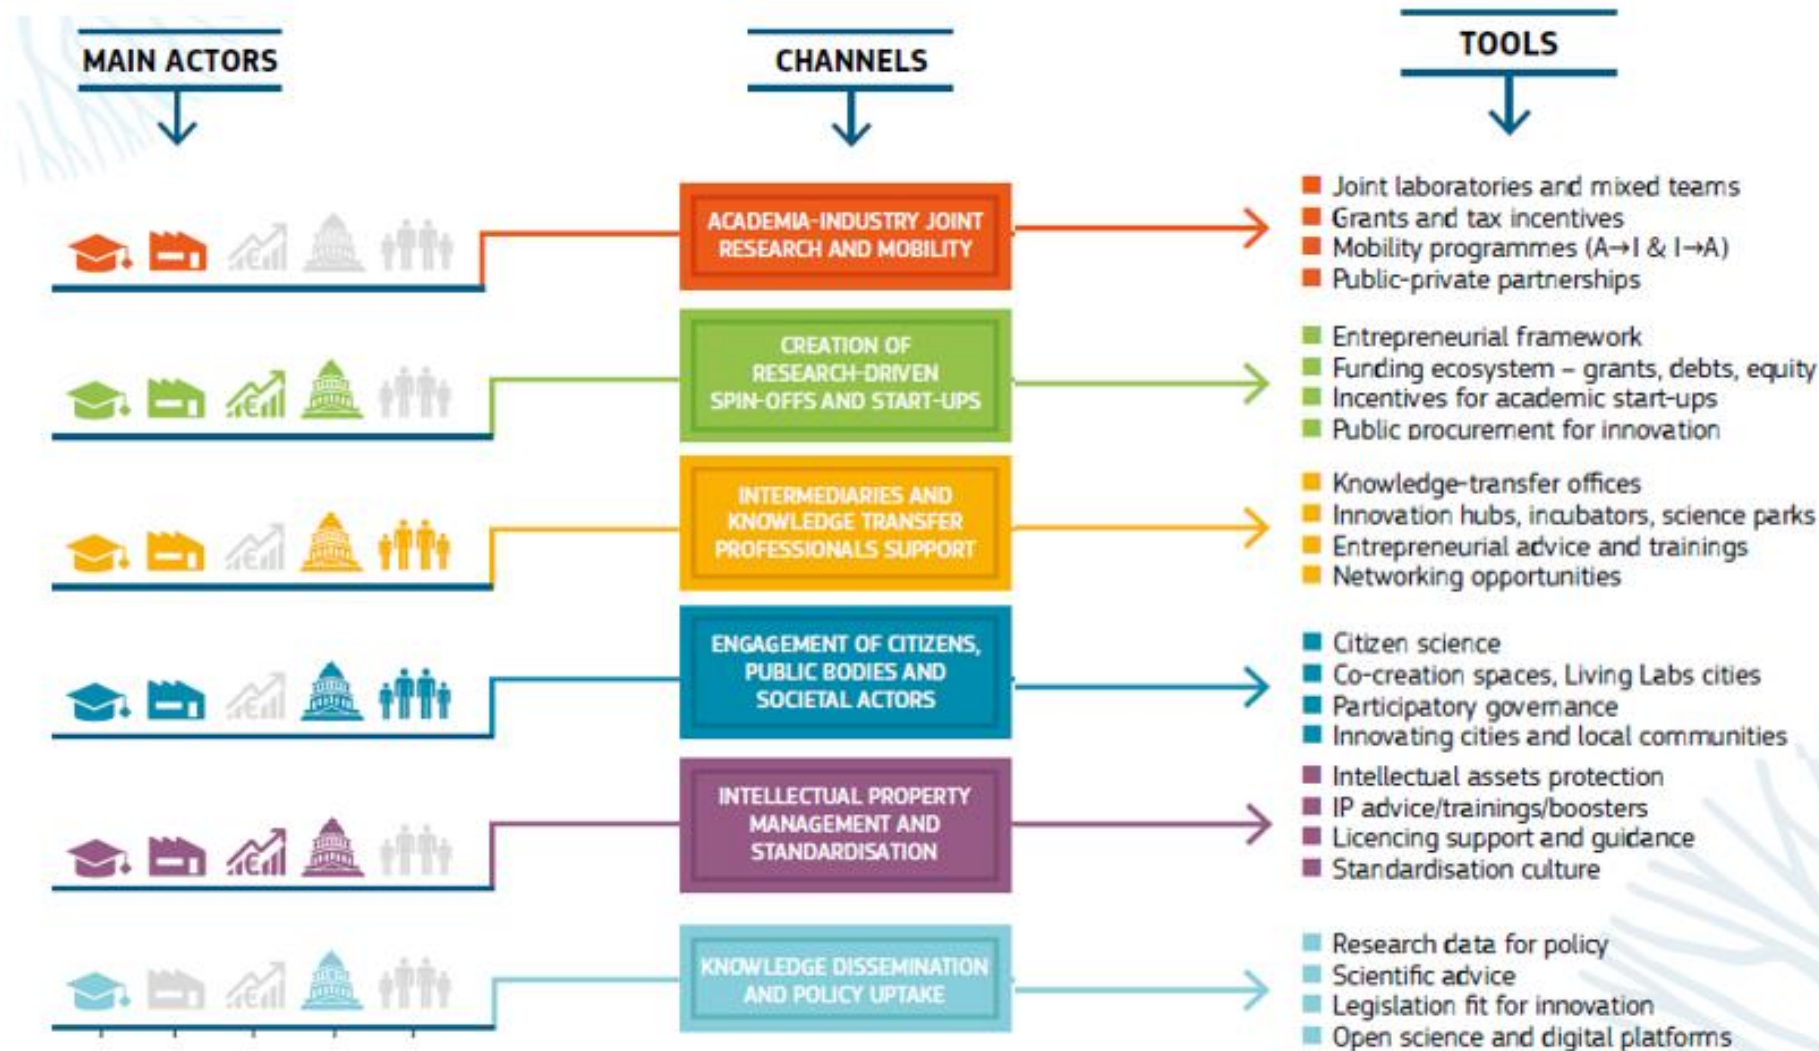 MAIN ACTORS
CHANNELS
TOOLS
ACADEMIA-INDUSTRY JOINT
RESEARCH AND MOBILITY
Joint laboratories and mixed teams
Grants and tax incentives
Mobility programmes (A→I & I→A)
Public-private partnerships
CREATION OF
RESEARCH-DRIVEN
SPIN-OFFS AND START-UPS
Entrepreneurial framework
Funding ecosystem – grants, debts, equity
Incentives for academic start-ups
Public procurement for innovation
INTERMEDIARIES AND
KNOWLEDGE TRANSFER
PROFESSIONALS SUPPORT
Knowledge-transfer offices
Innovation hubs, incubators, science parks
Entrepreneurial advice and trainings
Networking opportunities
ENGAGEMENT OF CITIZENS,
PUBLIC BODIES AND
SOCIETAL ACTORS
Citizen science
Co-creation spaces, Living Labs cities
Participatory governance
Innovating cities and local communities
INTELLECTUAL PROPERTY
MANAGEMENT AND
STANDARDISATION
Intellectual assets protection
IP advice/trainings/boosters
Licencing support and guidance
Standardisation culture
KNOWLEDGE DISSEMINATION
AND POLICY UPTAKE
Research data for policy
Scientific advice
Legislation fit for innovation
Open science and digital platforms